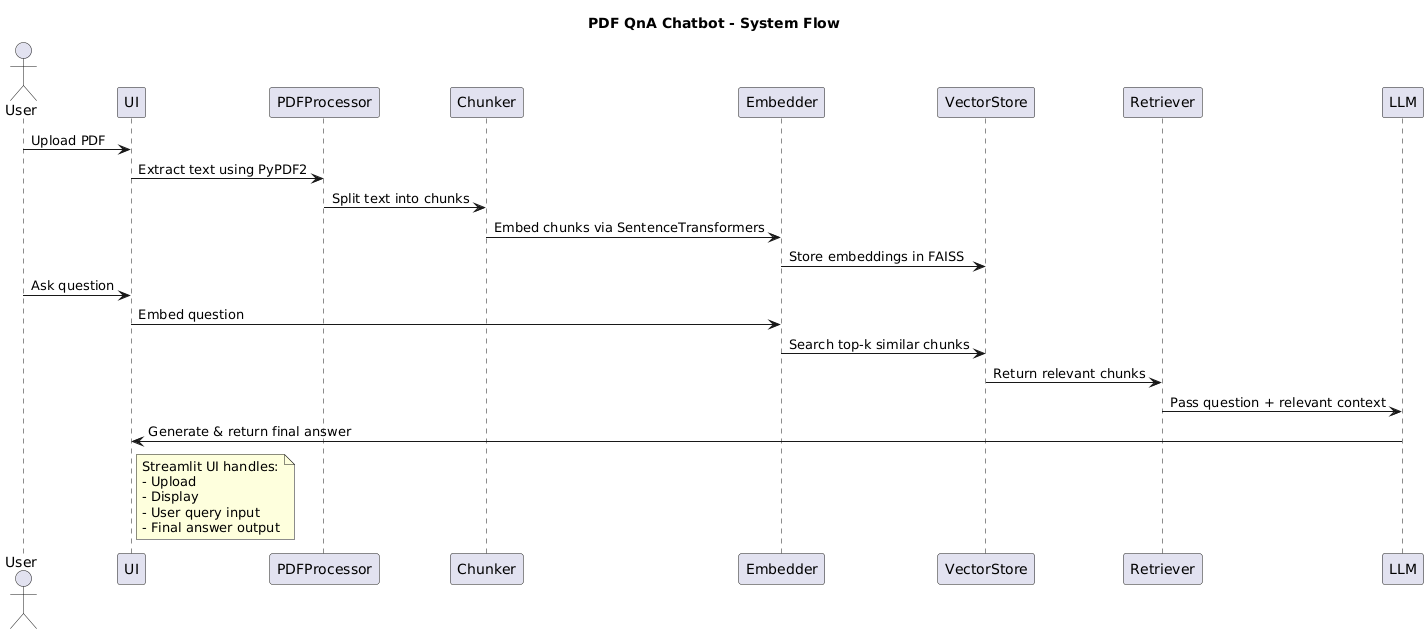 PDF QnA Chatbot - System Flow
User
UI
PDFProcessor
Chunker
Embedder
VectorStore
Retriever
LLM
Upload PDF
Extract text using PyPDF2
Split text into chunks
Embed chunks via SentenceTransformers
Store embeddings in FAISS
Ask question
Embed question
Search top-k similar chunks
Return relevant chunks
Pass question + relevant context
Generate & return final answer
Streamlit UI handles:
- Upload
- Display
- User query input
- Final answer output
User
UI
PDFProcessor
Chunker
Embedder
VectorStore
Retriever
LLM